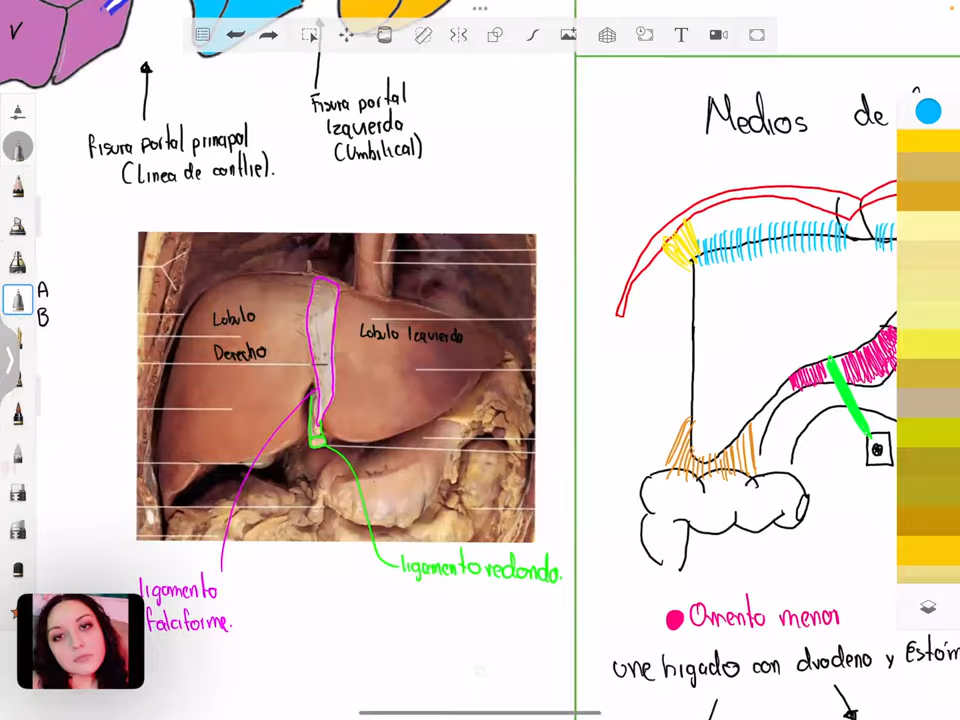 V
Fisura portal principal
(Linea de cantlie).
Fisura portal
Izquierda
(Umbilical)
Lobulo
Derecho
Lobulo Izquierdo
ligamento
falciforme.
ligamento redondo.
A
B
T
Medios de
Omento menor
une higado con duodeno y Estóm